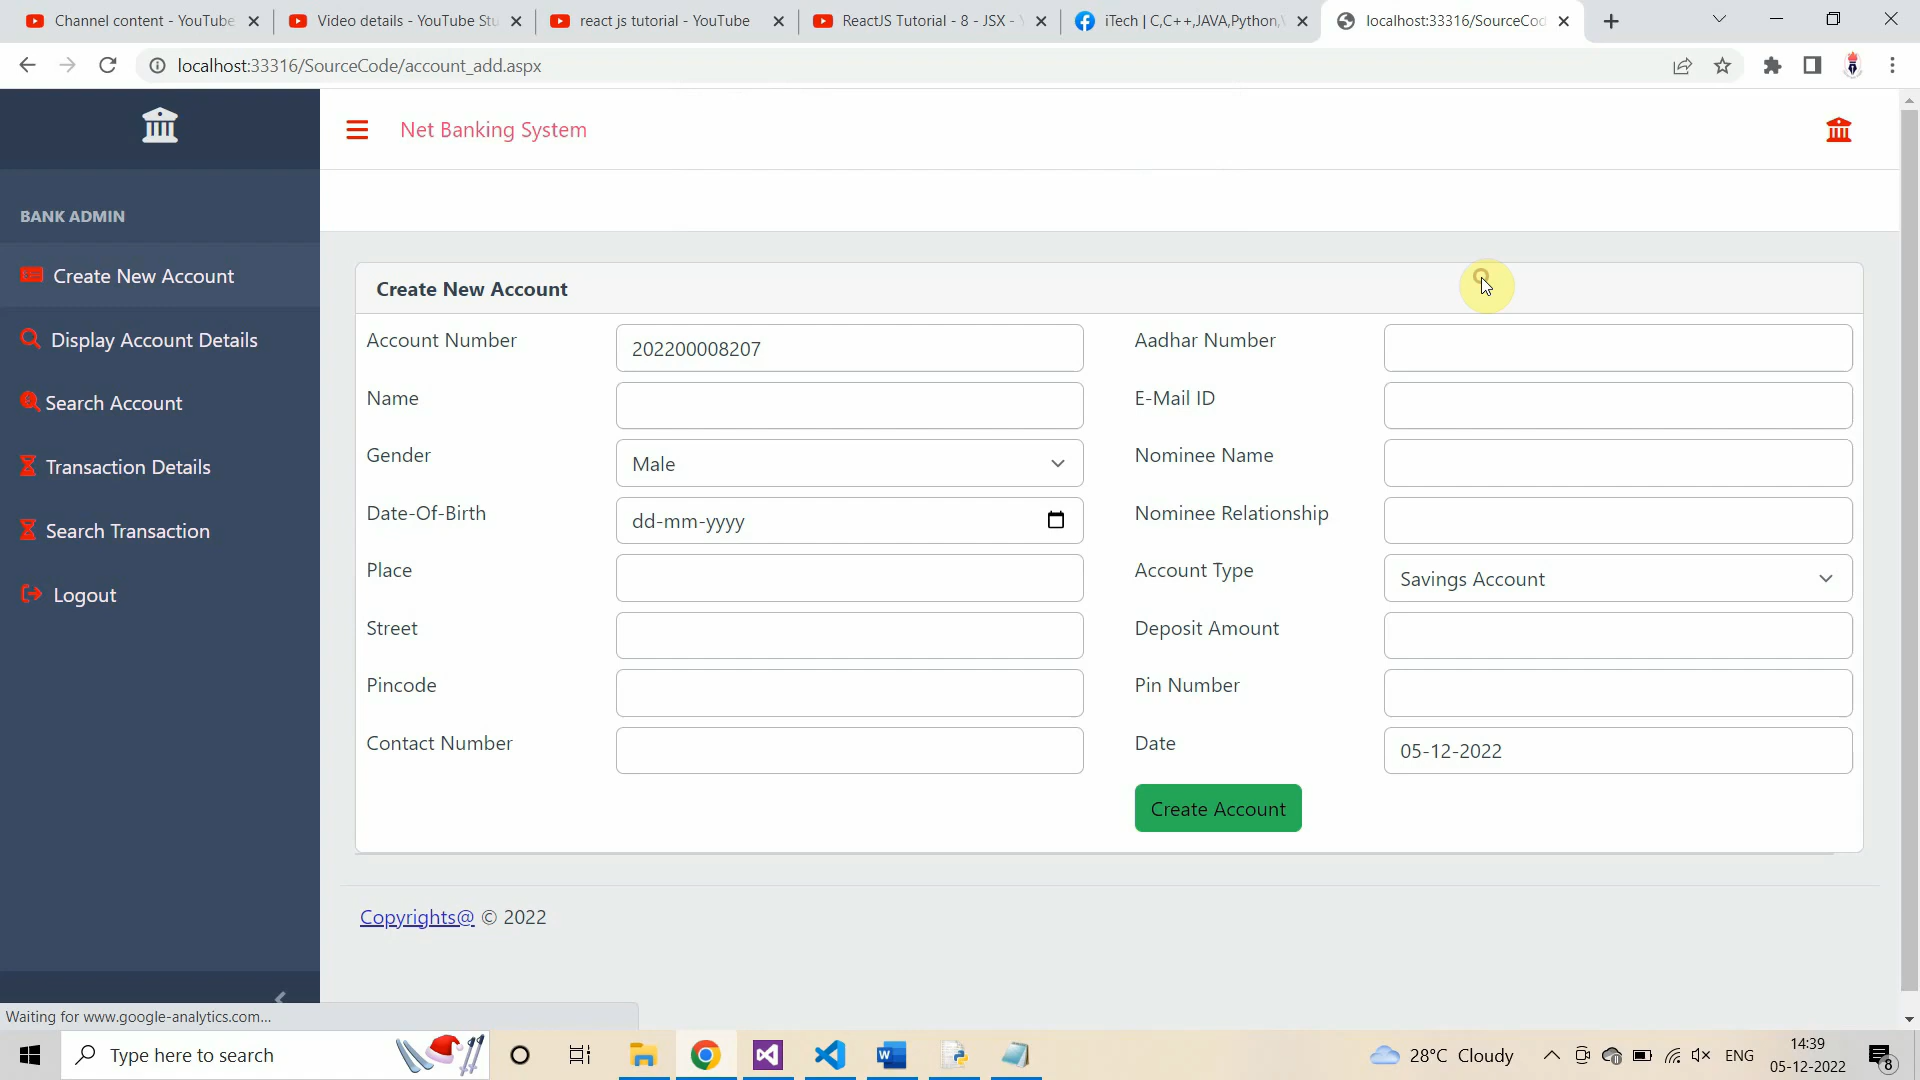 Channel content - YouTube
Video details - YouTube Stu
react js tutorial - YouTube
ReactJS Tutorial - 8 - JSX -
iTech | C,C++,JAVA,Python,
localhost:33316/SourceCod
localhost:33316/SourceCode/account_add.aspx
Net Banking System
BANK ADMIN
Create New Account
Display Account Details
Search Account
Transaction Details
Search Transaction
Logout
Create New Account
Account Number
202200008207
Aadhar Number
Name
E-Mail ID
Gender
Male
Nominee Name
Date-Of-Birth
dd-mm-yyyy
Nominee Relationship
Place
Account Type
Savings Account
Street
Deposit Amount
Pincode
Pin Number
Contact Number
Date
05-12-2022
Create Account
Copyrights@ © 2022
Waiting for www.google-analytics.com...
Type here to search
28°C Cloudy
ENG
14:39
05-12-2022
8